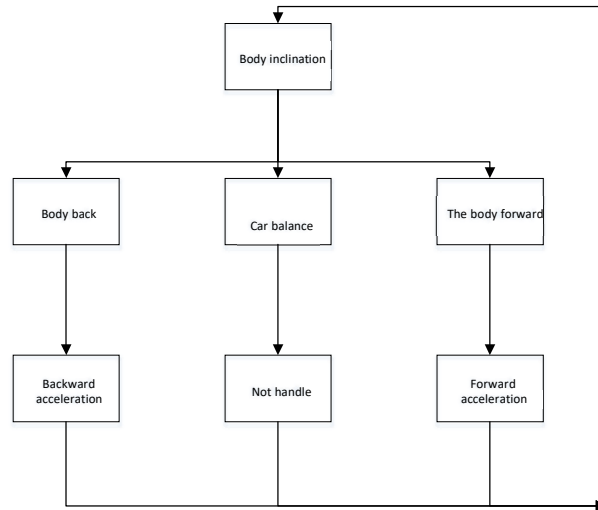 Body inclination
Body back
Car balance
The body forward
Backward
acceleration
Not handle
Forward
acceleration